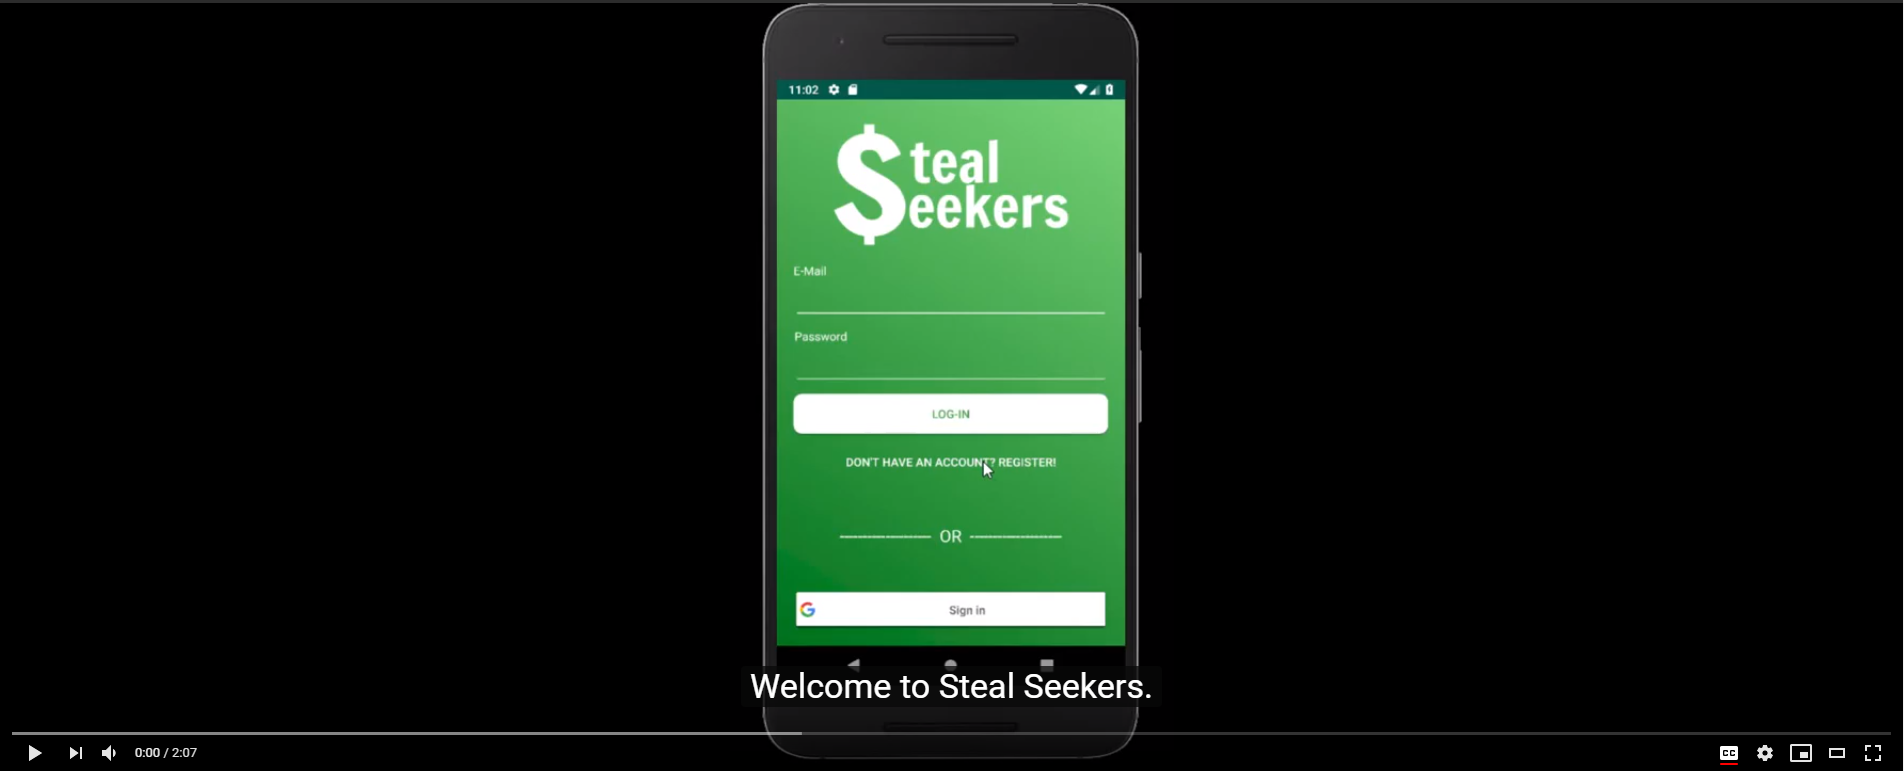 11:02
$teal
$eekers
E-Mail
Password
LOG-IN
DON'T HAVE AN ACCOUNT? REGISTER!
OR
G Sign in
Welcome to Steal Seekers.
0:00 / 2:07
CC